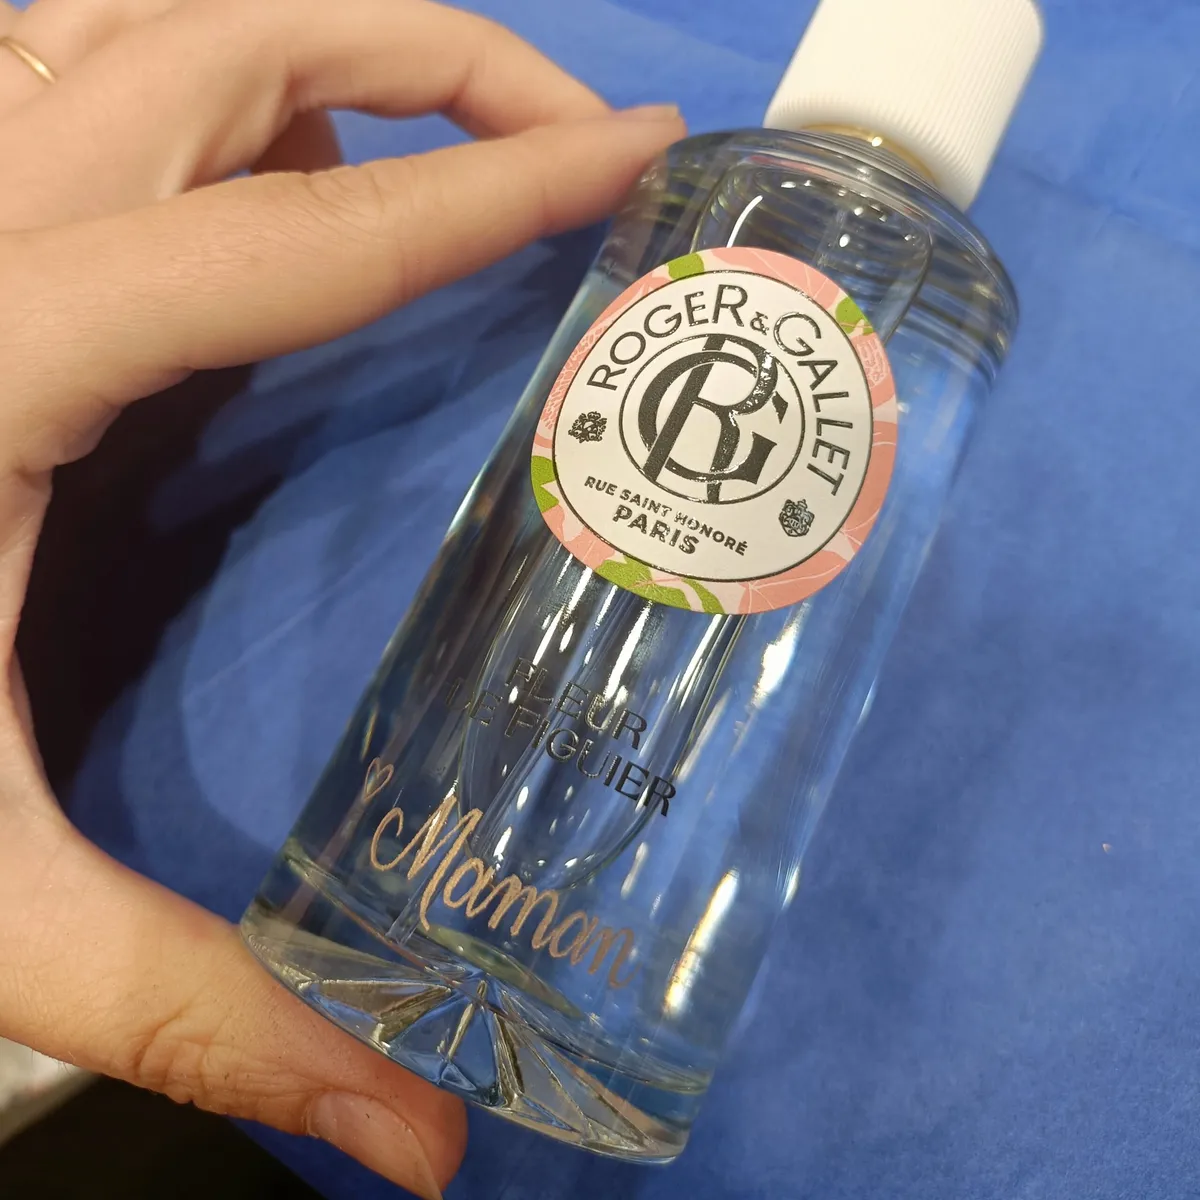 ROGER & GALLET
RG
RUE SAINT HONORÉ
PARIS
FLEUR
DE FIGUIER
♡ Maman